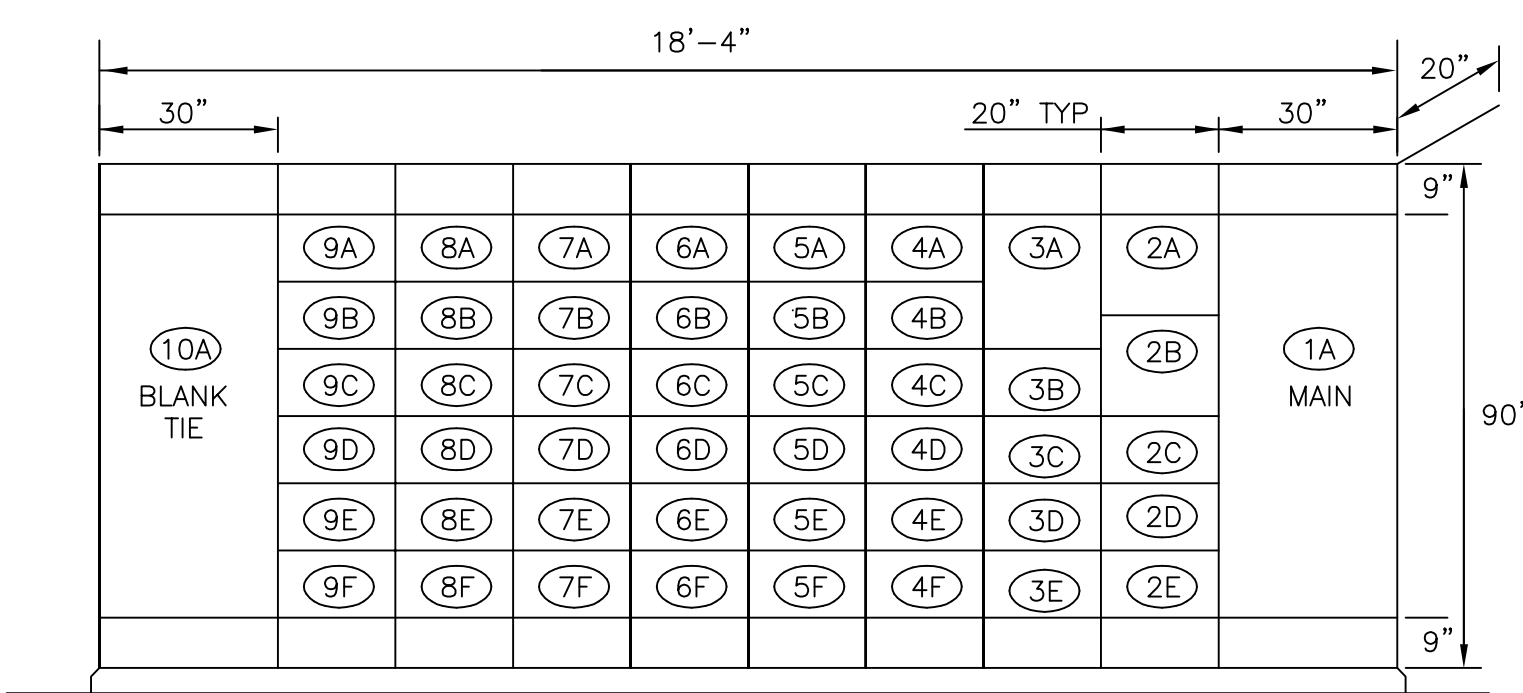 18'-4"
20"
30"
20" TYP
30"
9"
9A 8A 7A 6A 5A 4A 3A 2A
9B 8B 7B 6B 5B 4B
10A
2B
1A
BLANK
TIE
MAIN
9C 8C 7C 6C 5C 4C 3B
90'
9D 8D 7D 6D 5D 4D 3C 2C
9E 8E 7E 6E 5E 4E 3D 2D
9F 8F 7F 6F 5F 4F 3E 2E
9"